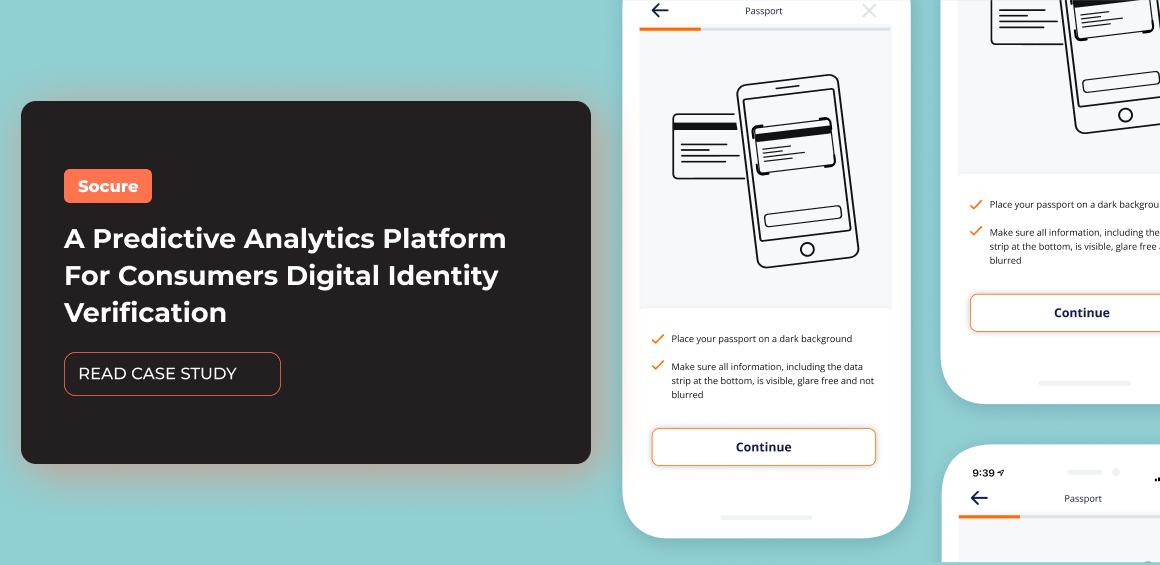 Socure
A Predictive Analytics Platform
For Consumers Digital Identity
Verification
READ CASE STUDY
Passport
Place your passport on a dark background
Make sure all information, including the data
strip at the bottom, is visible, glare free and not
blurred
Continue
Place your passport on a dark
Make sure all information, including the
strip at the bottom, is visible, glare free
blurred
Continue
9:39
Passport